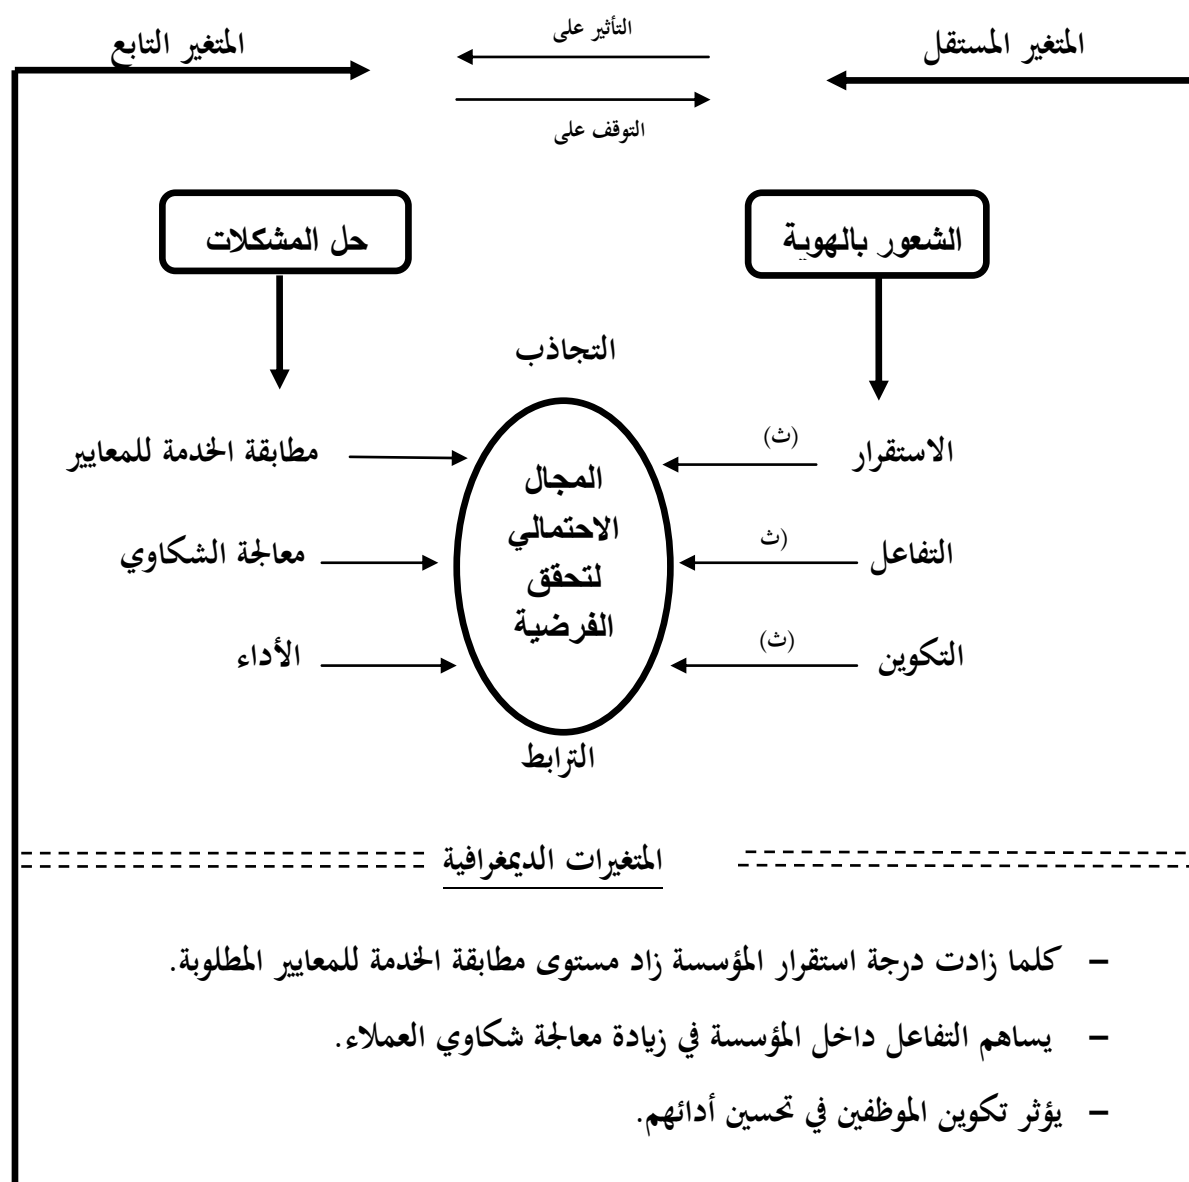 المتغير المستقل
التأثير على
المتغير التابع
التوقف على
الشعور بالهوية
حل المشكلات
التجاذب
الاستقرار
(ث)
مطابقة الخدمة للمعايير
المجال
الاحتمالي
لتحقق
الفرضية
التفاعل
(ث
معالجة الشكاوي
التكوين
(ث)
الأداء
الترابط
المتغيرات الديمغرافية
– كلما زادت درجة استقرار المؤسسة زاد مستوى مطابقة الخدمة للمعايير المطلوبة.
– يساهم التفاعل داخل المؤسسة في زيادة معالجة شكاوي العملاء.
– يؤثر تكوين الموظفين في تحسين أدائهم.